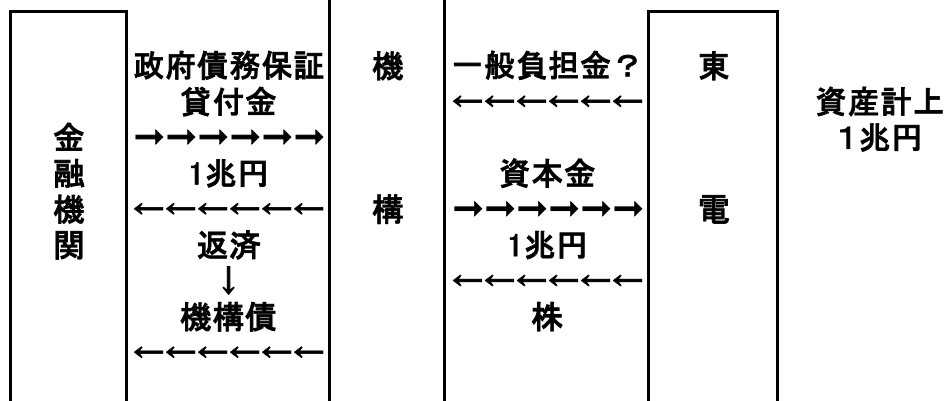 金融機関
政府債務保証
貸付金
→→→→→→
1兆円
←←←←←←
返済
↓
機構債
←←←←←←
機構
一般負担金？
←←←←←←
資本金
→→→→→→
1兆円
←←←←←←
株
東電
資産計上
１兆円